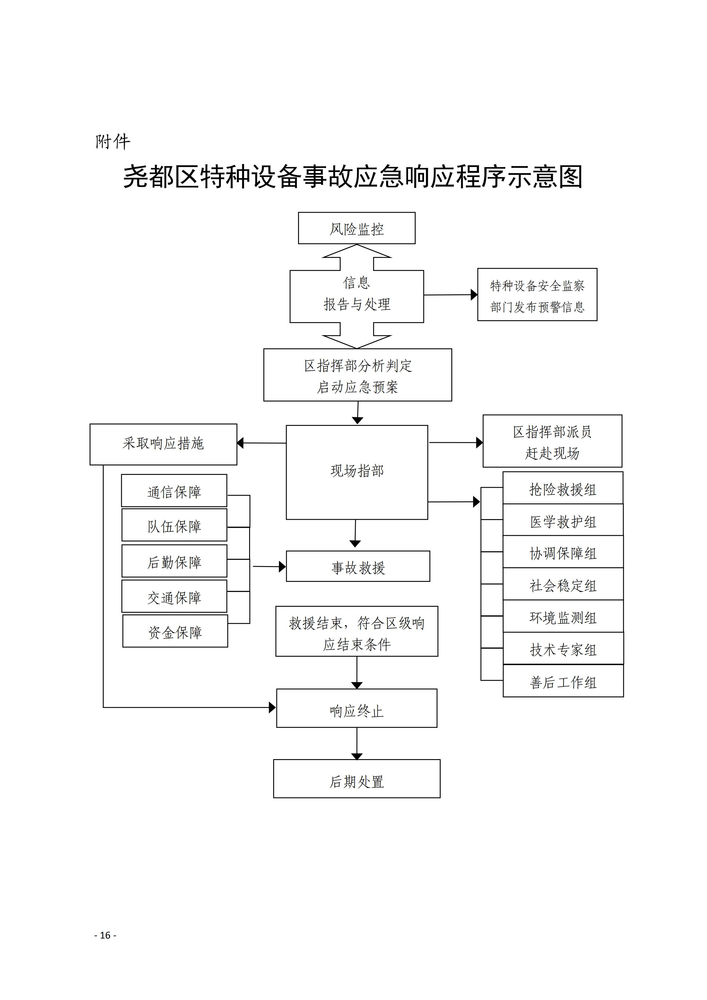 附件
尧都区特种设备事故应急响应程序示意图
风险监控
信息
报告与处理
特种设备安全监察
部门发布预警信息
区指挥部分析判定
启动应急预案
采取响应措施
现场指部
区指挥部派员
赶赴现场
通信保障
队伍保障
后勤保障
交通保障
资金保障
抢险救援组
医学救护组
协调保障组
社会稳定组
环境监测组
技术专家组
善后工作组
事故救援
救援结束，符合区级响
应结束条件
响应终止
后期处置
- 16 -